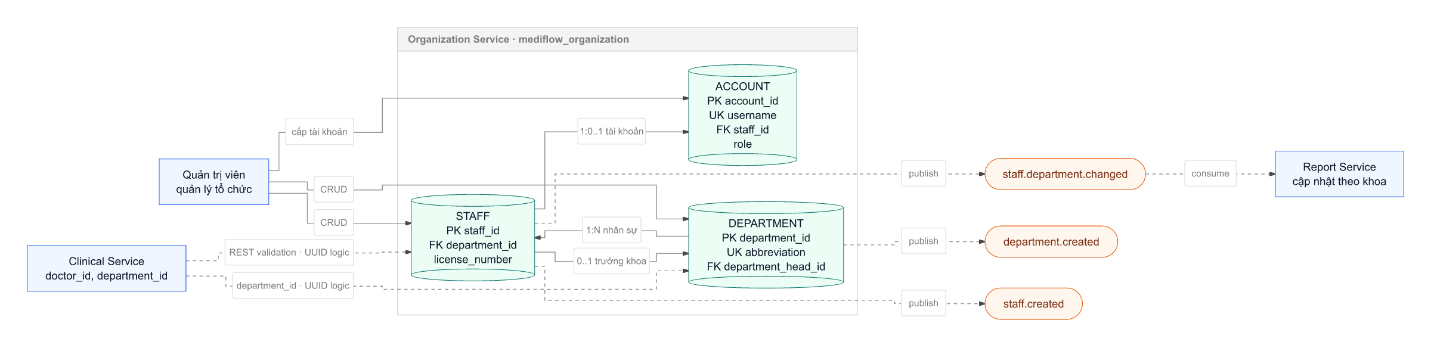 Organization Service · mediflow_organization
ACCOUNT
PK account_id
UK username
FK staff_id
role
cấp tài khoản
1:0..1 tài khoản
Quản trị viên
quản lý tổ chức
CRUD
CRUD
STAFF
PK staff_id
FK department_id
license_number
1:N nhân sự
0..1 trưởng khoa
DEPARTMENT
PK department_id
UK abbreviation
FK department_head_id
Clinical Service
doctor_id, department_id
REST validation · UUID logic
department_id · UUID logic
publish
staff.department.changed
consume
Report Service
cập nhật theo khoa
publish
department.created
publish
staff.created